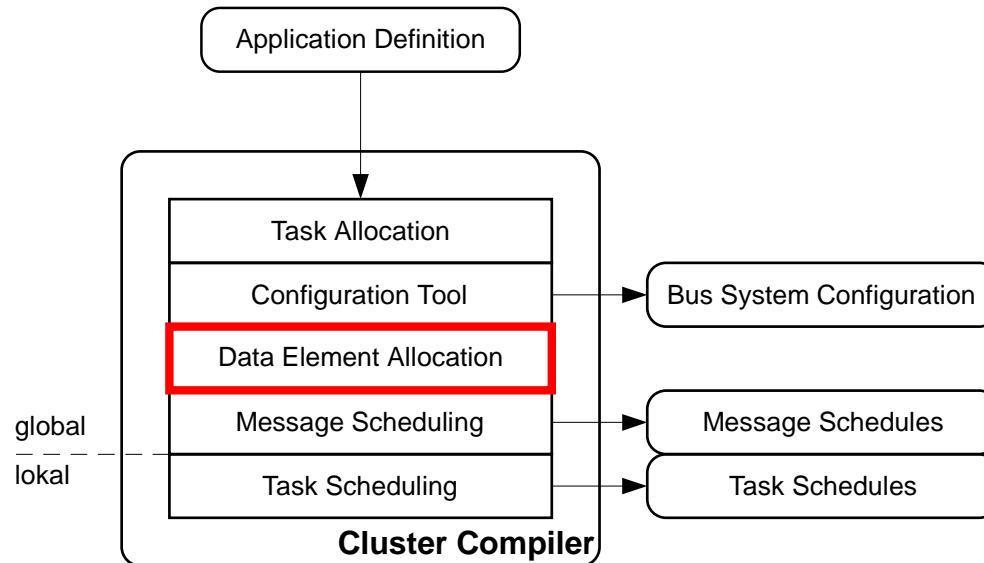 Application Definition
Task Allocation
Configuration Tool
Bus System Configuration
Data Element Allocation
global
Message Scheduling
Message Schedules
lokal
Task Scheduling
Task Schedules
Cluster Compiler